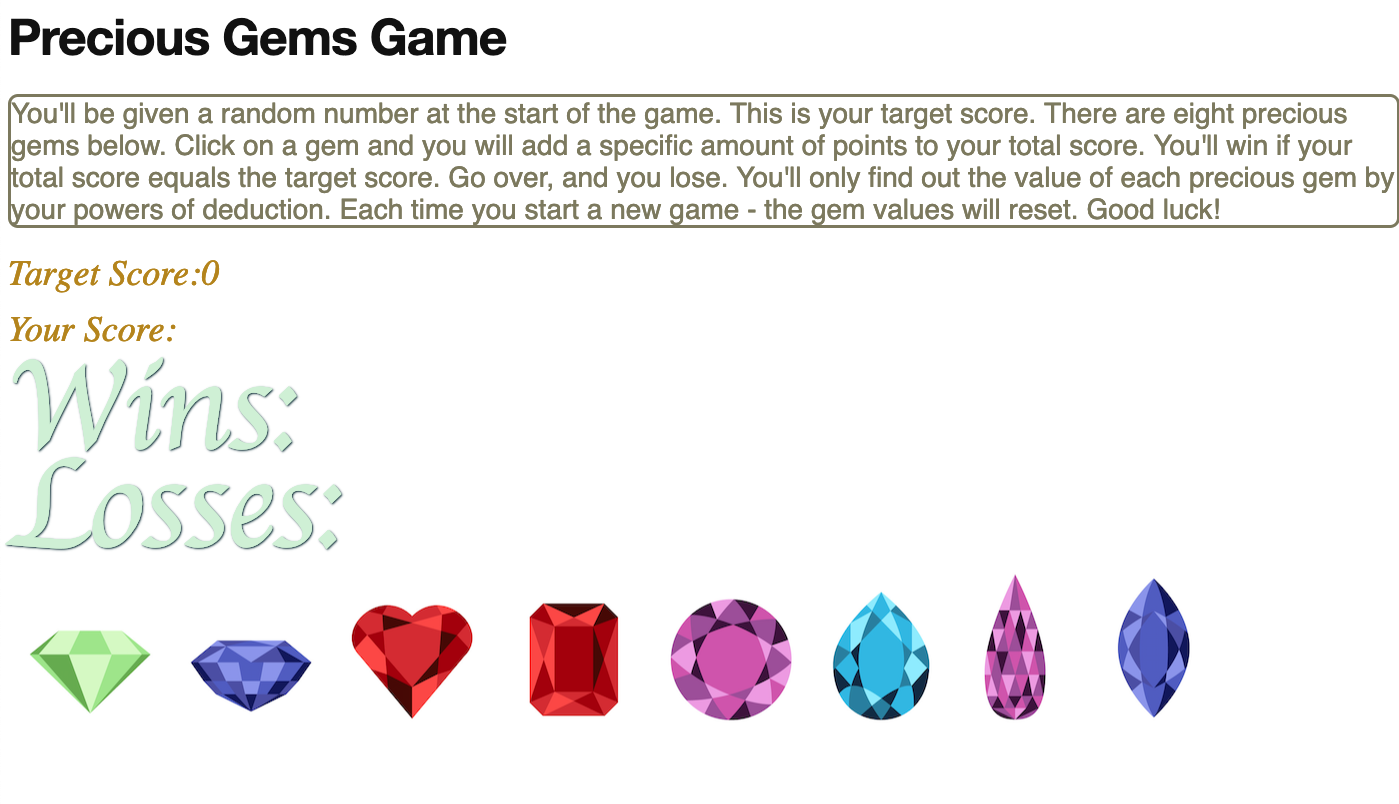 Precious Gems Game
You'll be given a random number at the start of the game. This is your target score. There are eight precious
gems below. Click on a gem and you will add a specific amount of points to your total score. You'll win if your
total score equals the target score. Go over, and you lose. You'll only find out the value of each precious gem by
your powers of deduction. Each time you start a new game - the gem values will reset. Good luck!
Target Score:0
Your Score:
Wins:
Losses: